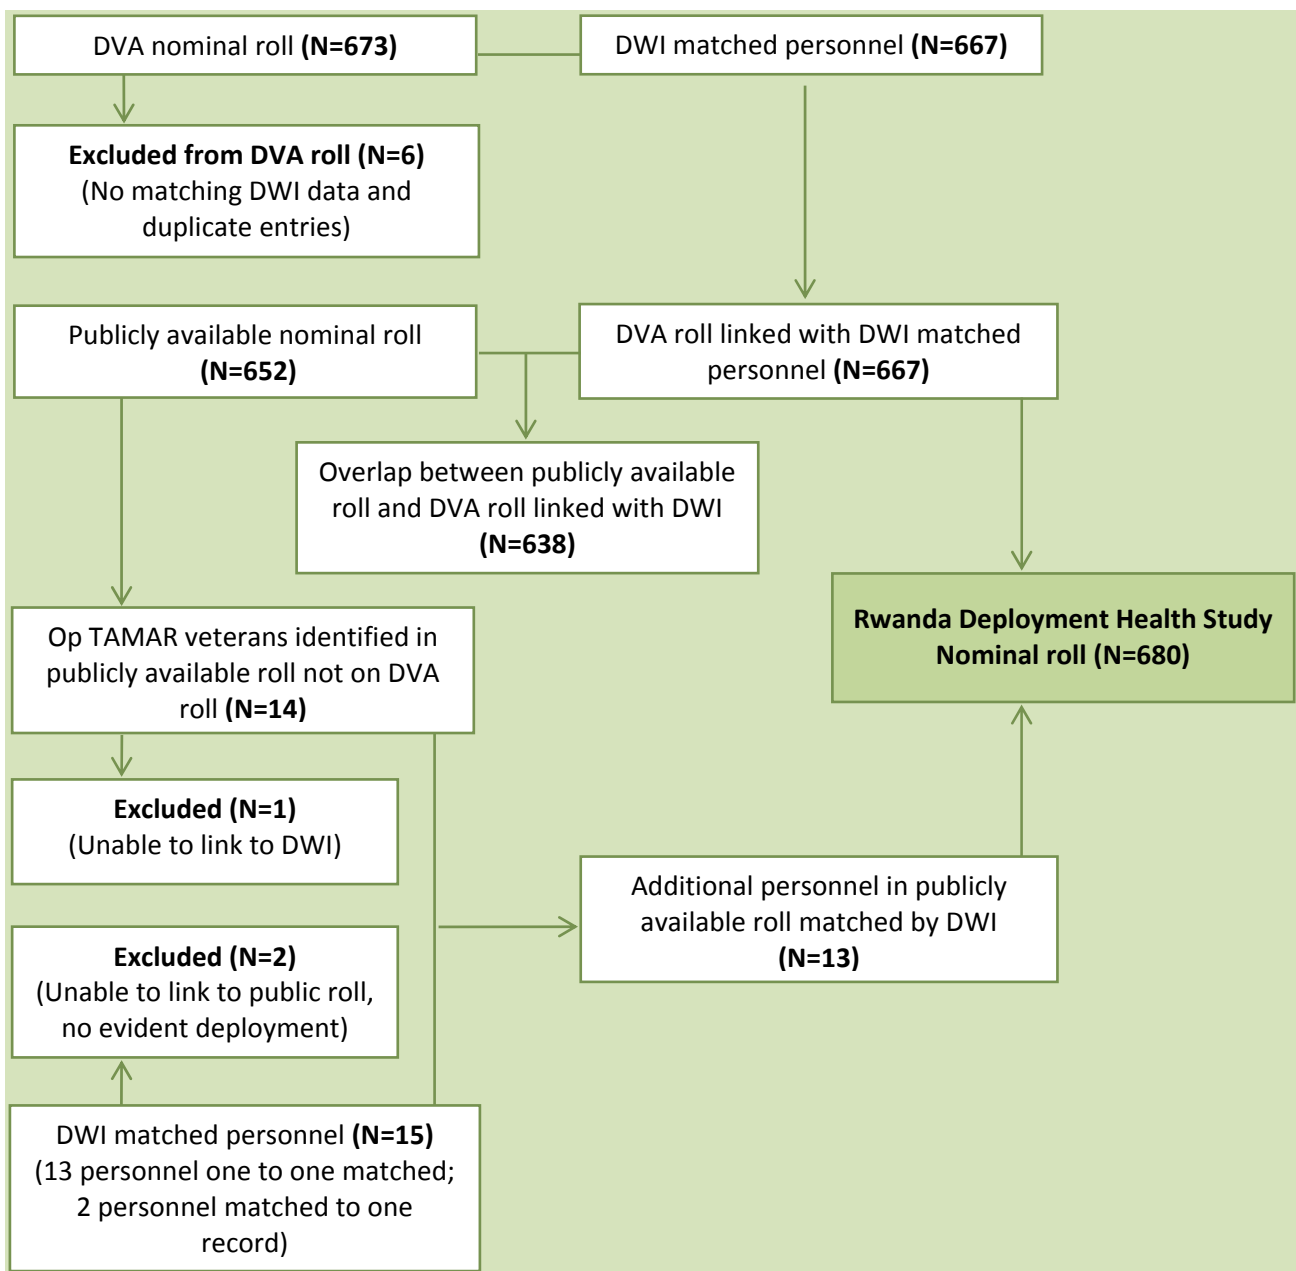 DVA nominal roll (N=673)
DWI matched personnel (N=667)
Excluded from DVA roll (N=6)
(No matching DWI data and
duplicate entries)
Publicly available nominal roll
(N=652)
DVA roll linked with DWI matched
personnel (N=667)
Overlap between publicly available
roll and DVA roll linked with DWI
(N=638)
Rwanda Deployment Health Study
Nominal roll (N=680)
Op TAMAR veterans identified in
publicly available roll not on DVA
roll (N=14)
Excluded (N=1)
(Unable to link to DWI)
Additional personnel in publicly
available roll matched by DWI
(N=13)
Excluded (N=2)
(Unable to link to public roll,
no evident deployment)
DWI matched personnel (N=15)
(13 personnel one to one matched;
2 personnel matched to one
record)